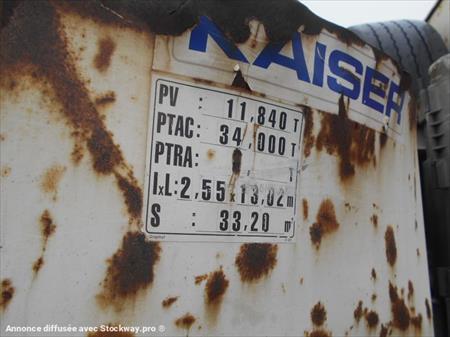 KAISER
PV : 11,840 T
PTAC: 34,000 T
PTRA: T
lxL: 2,55 x 13,02 m
S : 33,20 m²
Annonce diffusée avec Stockway.pro ®